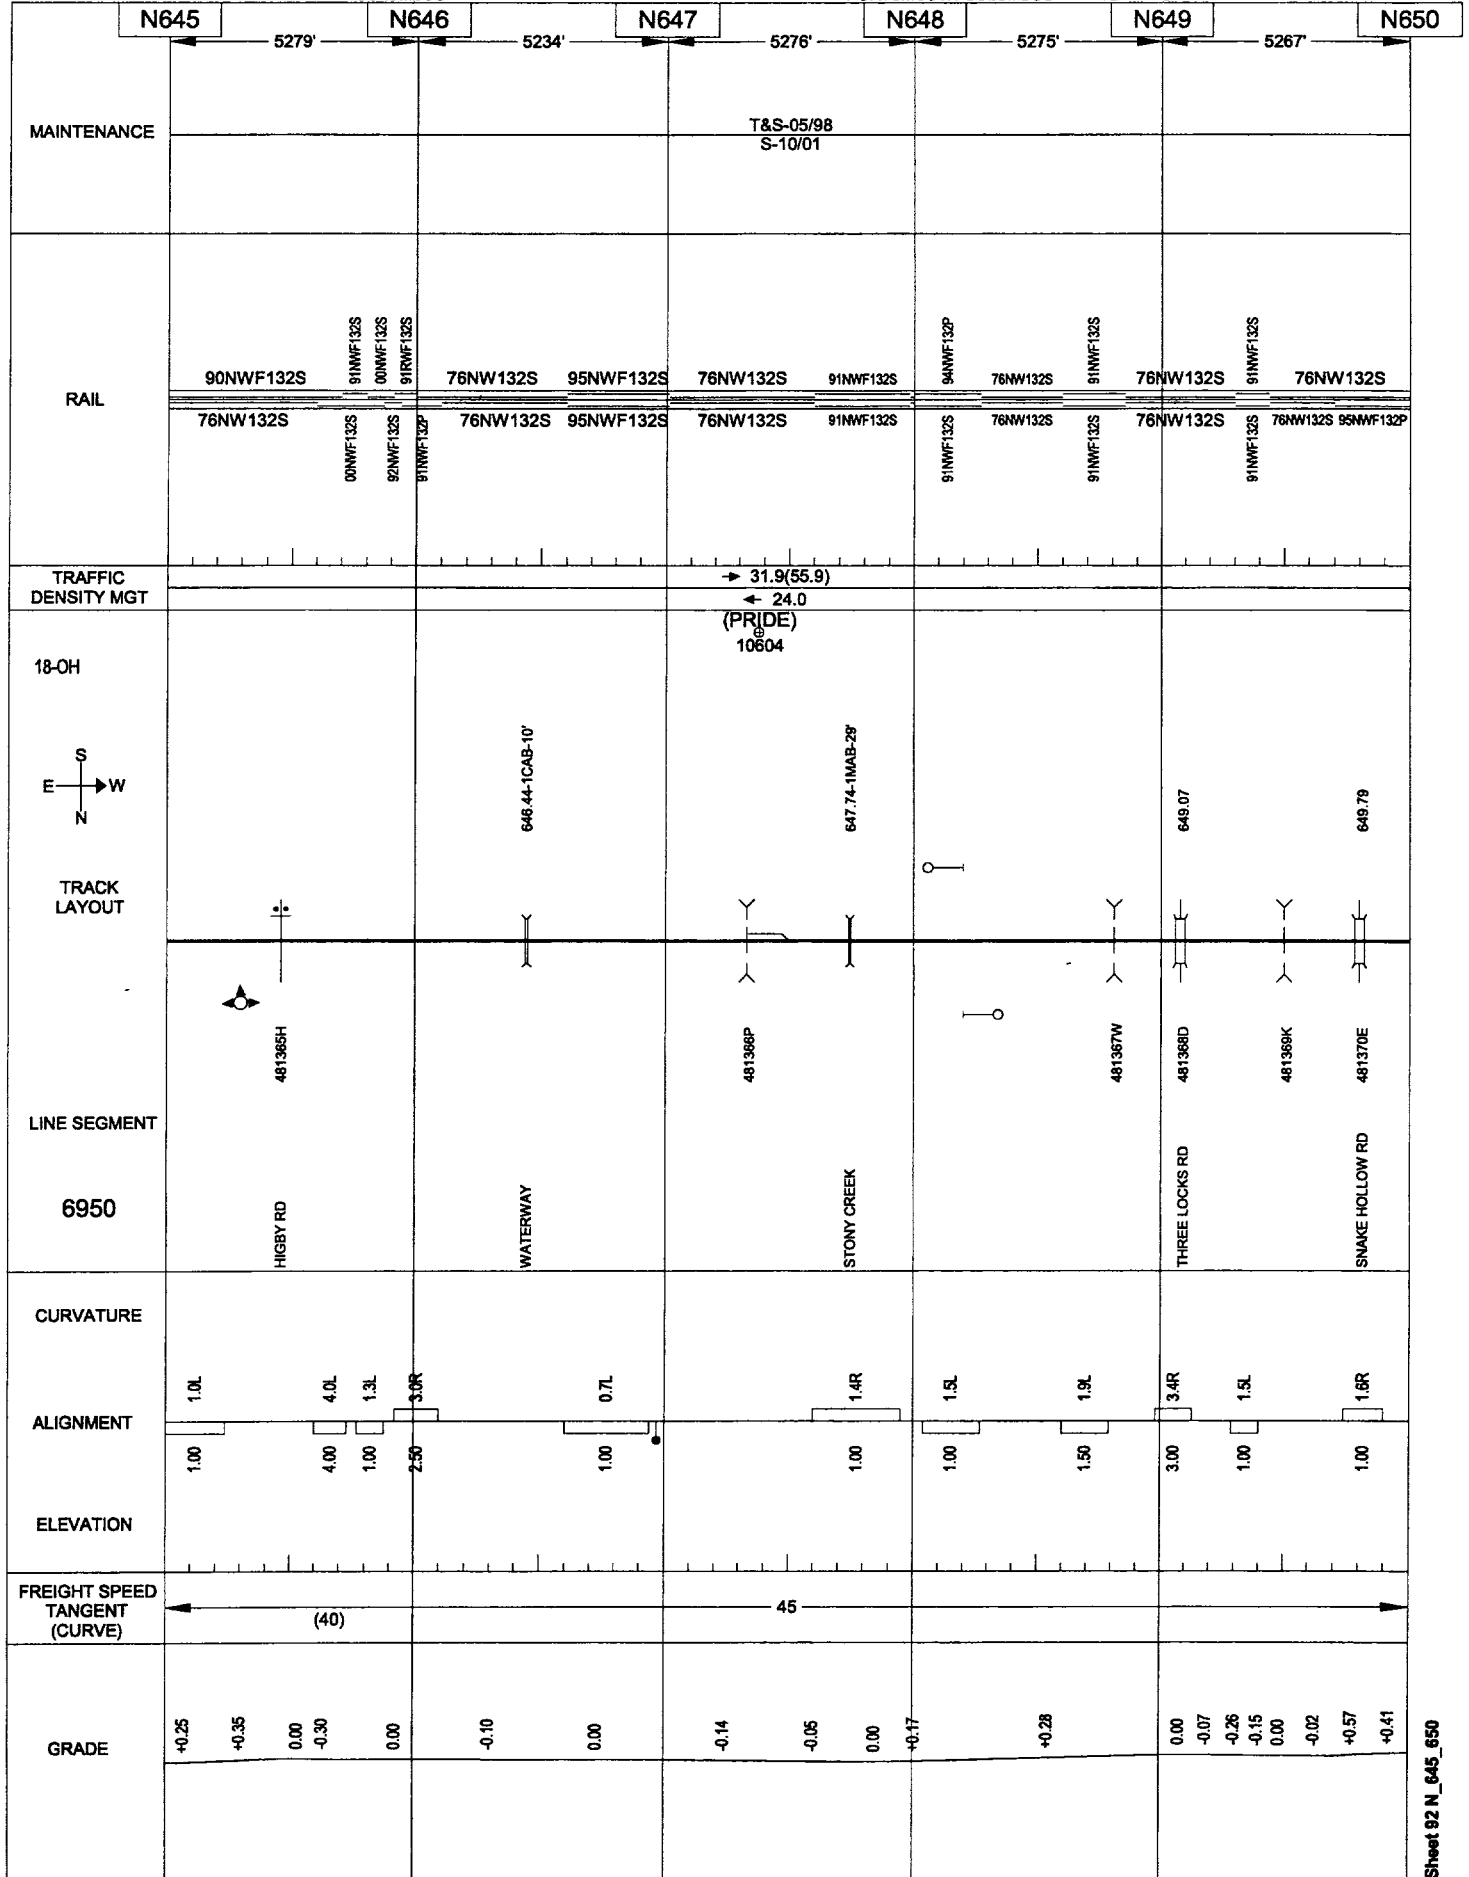 N645 N646 N647 N648 N649 N650
5279' 5234' 5276' 5275' 5267'
MAINTENANCE
T&S-05/98
S-10/01
RAIL
90NWF132S 91NWF132S 00NWF132S 91RWF132S 76NW132S 95NWF132S 76NW132S 91NWF132S 94NWF132P 76NW132S 91NWF132S 76NW132S 91NWF132S 76NW132S
76NW132S 00NWF132S 92NWF132S 91NWF132P 76NW132S 95NWF132S 76NW132S 91NWF132S 91NWF132S 76NW132S 91NWF132S 76NW132S 91NWF132S 76NW132S 95NWF132P
TRAFFIC
DENSITY MGT
31.9(55.9)
24.0
(PRIDE)
10604
18-OH
S
E W
N
646.44-1CAB-10' 647.74-1MAB-29' 649.07 649.79
TRACK
LAYOUT
481365H 481366P 481367W 481368D 481369K 481370E
LINE SEGMENT
6950
HIGBY RD WATERWAY STONY CREEK THREE LOCKS RD SNAKE HOLLOW RD
CURVATURE
1.0L 4.0L 1.3L 3.0R 0.7L 1.4R 1.5L 1.9L 3.4R 1.5L 1.6R
ALIGNMENT
1.00 4.00 1.00 2.50 1.00 1.00 1.00 1.50 3.00 1.00 1.00
ELEVATION
FREIGHT SPEED
TANGENT
(CURVE)
(40)
45
GRADE
+0.25 +0.35 0.00 -0.30 0.00 -0.10 0.00 -0.14 -0.05 0.00 +0.17 +0.28 0.00 -0.07 -0.26 -0.15 0.00 -0.02 +0.57 +0.41
Sheet 92 N_645_650